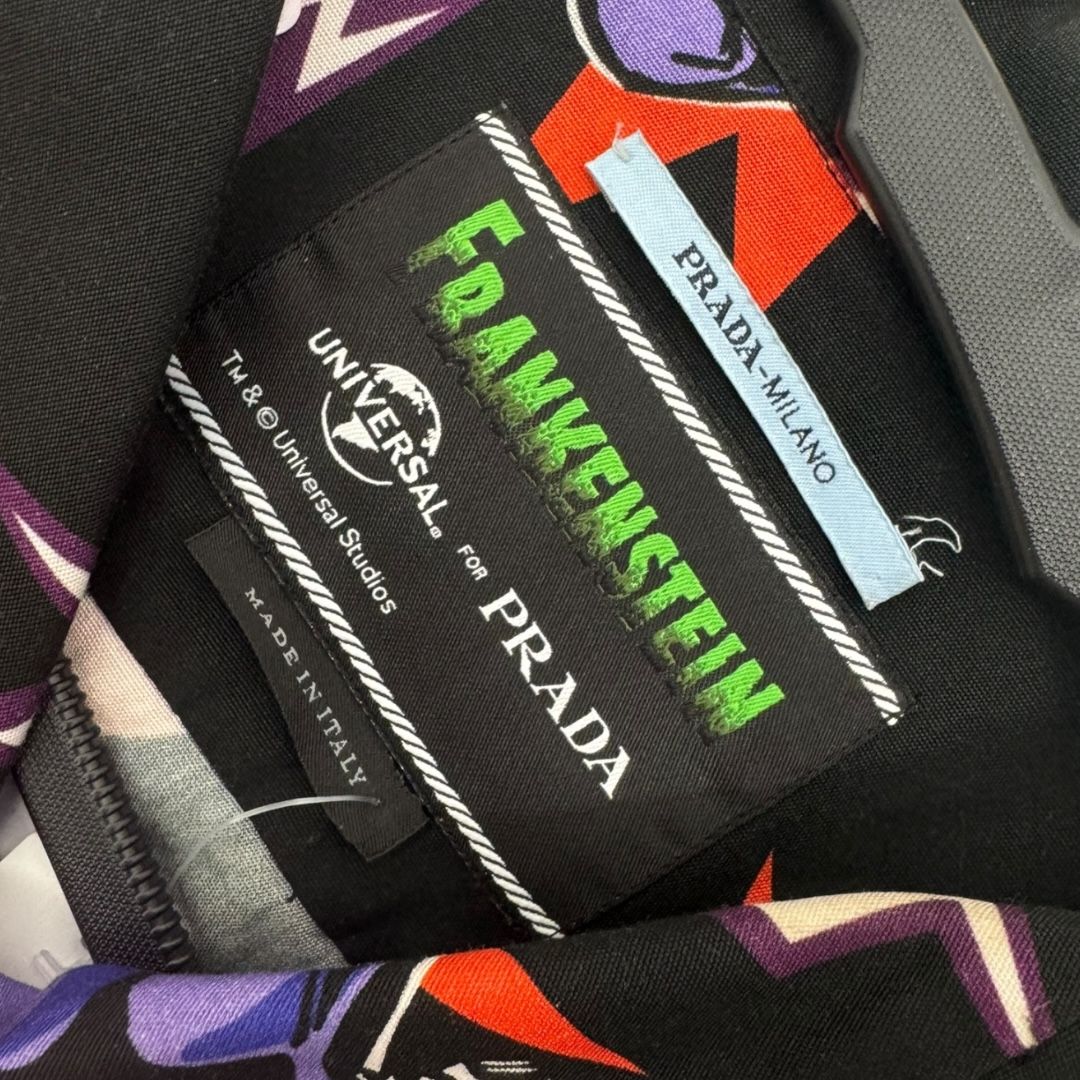 PRADA-MILANO
FRANKENSTEIN
UNIVERSAL®
FOR
PRADA
TM & © Universal Studios
MADE IN ITALY